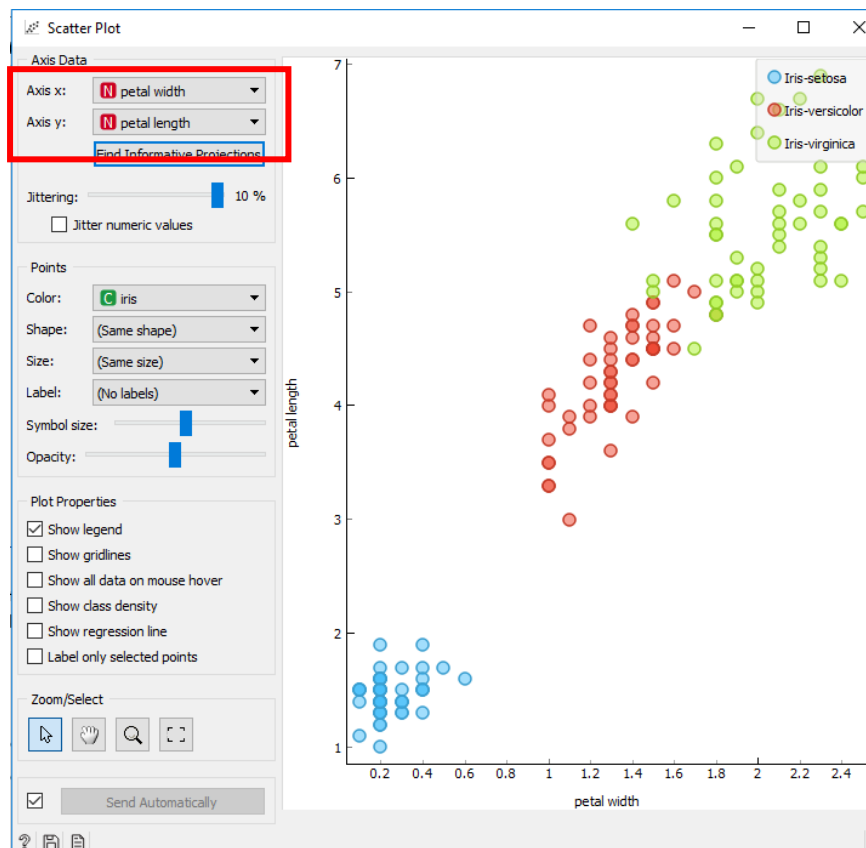 Scatter Plot
Axis Data
Axis x: N petal width
Axis y: N petal length
Find Informative Projections
Jittering: 10 %
Jitter numeric values
Points
Color: C iris
Shape: (Same shape)
Size: (Same size)
Label: (No labels)
Symbol size:
Opacity:
Plot Properties
Show legend
Show gridlines
Show all data on mouse hover
Show class density
Show regression line
Label only selected points
Zoom/Select
Send Automatically
?
7
6
5
4
3
2
1
petal length
0.2 0.4 0.6 0.8 1 1.2 1.4 1.6 1.8 2 2.2 2.4
petal width
Iris-setosa
Iris-versicolor
Iris-virginica